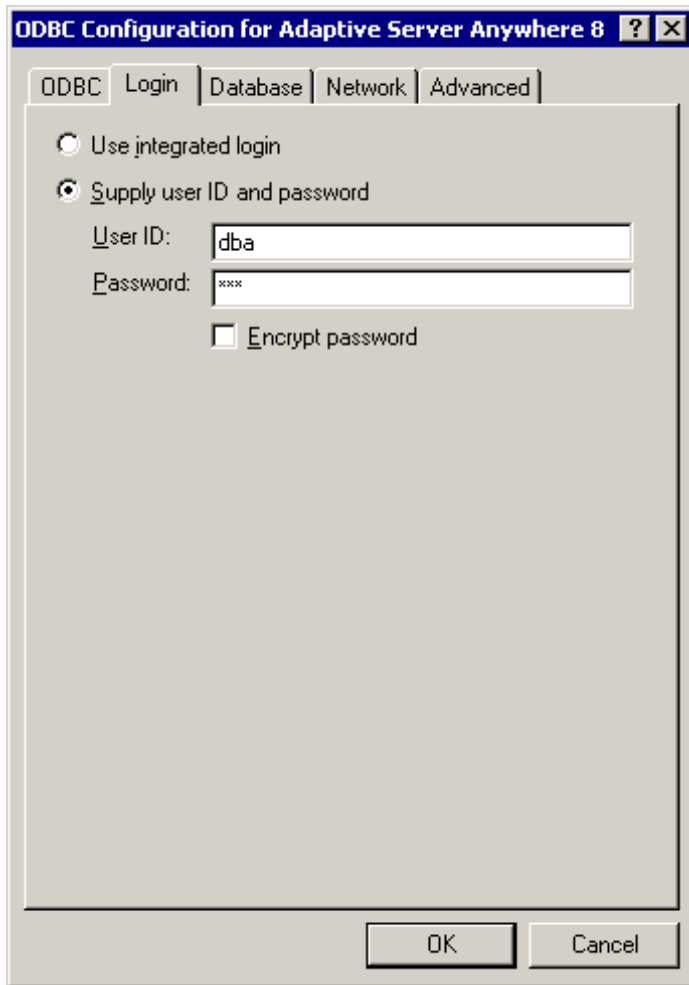 ODBC Configuration for Adaptive Server Anywhere 8 ? X
ODBC Login Database Network Advanced
Use integrated login
Supply user ID and password
User ID: dba
Password: ***
Encrypt password
OK Cancel